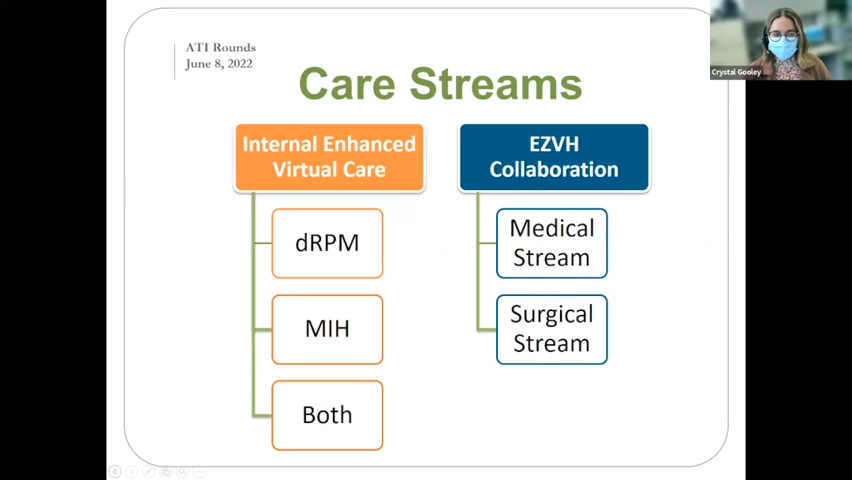 ATI Rounds
June 8, 2022
Care Streams
Internal Enhanced
Virtual Care
dRPM
MIH
Both
EZVH
Collaboration
Medical
Stream
Surgical
Stream
Crystal Gooley